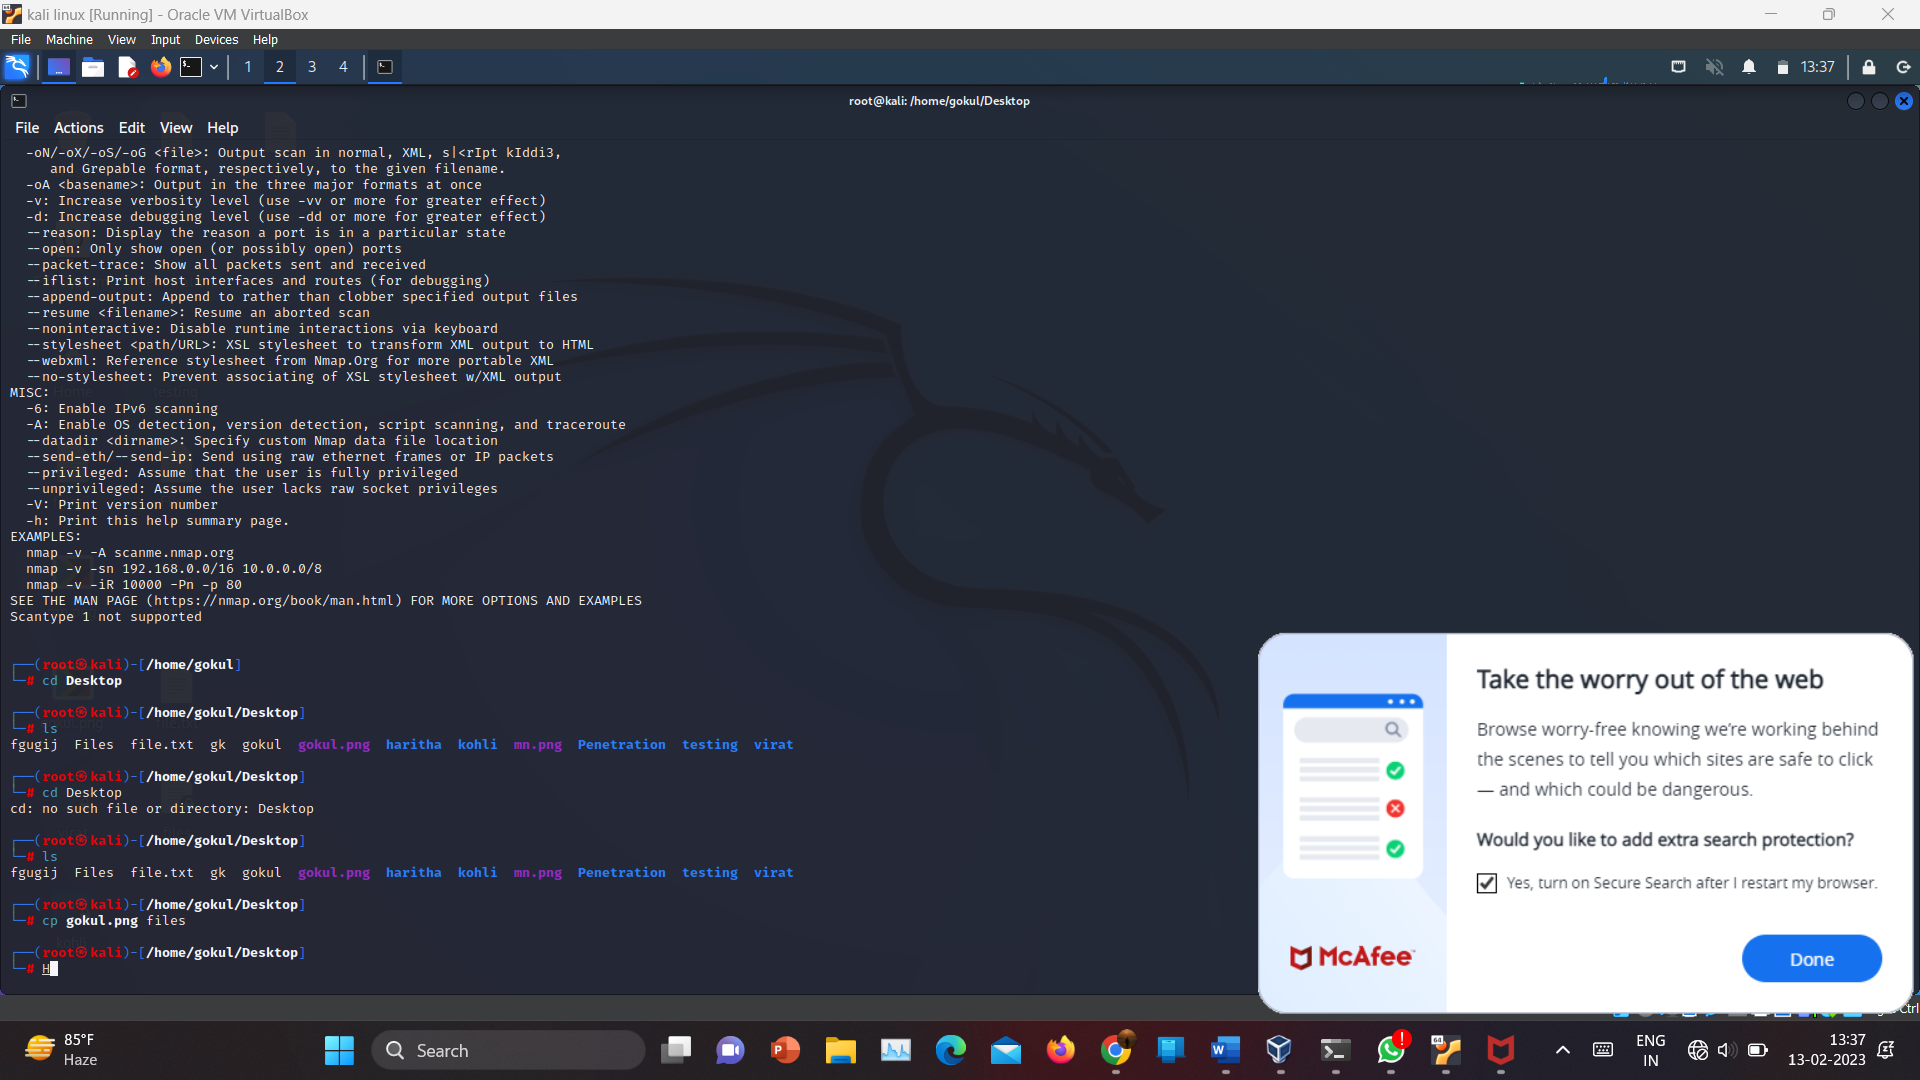 kali linux [Running] - Oracle VM VirtualBox
File Machine View Input Devices Help
1 2 3 4
13:37
root@kali: /home/gokul/Desktop
File Actions Edit View Help
-oN/-oX/-oS/-oG <file>: Output scan in normal, XML, s|<rIpt kIddi3,
and Grepable format, respectively, to the given filename.
-oA <basename>: Output in the three major formats at once
-v: Increase verbosity level (use -vv or more for greater effect)
-d: Increase debugging level (use -dd or more for greater effect)
--reason: Display the reason a port is in a particular state
--open: Only show open (or possibly open) ports
--packet-trace: Show all packets sent and received
--iflist: Print host interfaces and routes (for debugging)
--append-output: Append to rather than clobber specified output files
--resume <filename>: Resume an aborted scan
--noninteractive: Disable runtime interactions via keyboard
--stylesheet <path/URL>: XSL stylesheet to transform XML output to HTML
--webxml: Reference stylesheet from Nmap.Org for more portable XML
--no-stylesheet: Prevent associating of XSL stylesheet w/XML output
MISC:
-6: Enable IPv6 scanning
-A: Enable OS detection, version detection, script scanning, and traceroute
--datadir <dirname>: Specify custom Nmap data file location
--send-eth/--send-ip: Send using raw ethernet frames or IP packets
--privileged: Assume that the user is fully privileged
--unprivileged: Assume the user lacks raw socket privileges
-V: Print version number
-h: Print this help summary page.
EXAMPLES:
nmap -v -A scanme.nmap.org
nmap -v -sn 192.168.0.0/16 10.0.0.0/8
nmap -v -iR 10000 -Pn -p 80
SEE THE MAN PAGE (https://nmap.org/book/man.html) FOR MORE OPTIONS AND EXAMPLES
Scantype 1 not supported
┌──(root㉿kali)-[/home/gokul]
└─# cd Desktop
┌──(root㉿kali)-[/home/gokul/Desktop]
└─# ls
fgugij Files file.txt gk gokul gokul.png haritha kohli mn.png Penetration testing virat
┌──(root㉿kali)-[/home/gokul/Desktop]
└─# cd Desktop
cd: no such file or directory: Desktop
┌──(root㉿kali)-[/home/gokul/Desktop]
└─# ls
fgugij Files file.txt gk gokul gokul.png haritha kohli mn.png Penetration testing virat
┌──(root㉿kali)-[/home/gokul/Desktop]
└─# cp gokul.png files
┌──(root㉿kali)-[/home/gokul/Desktop]
└─# H
Take the worry out of the web
Browse worry-free knowing we're working behind
the scenes to tell you which sites are safe to click
— and which could be dangerous.
Would you like to add extra search protection?
Yes, turn on Secure Search after I restart my browser.
McAfee
Done
Ctrl
85°F
Haze
Search
ENG
IN
13:37
13-02-2023